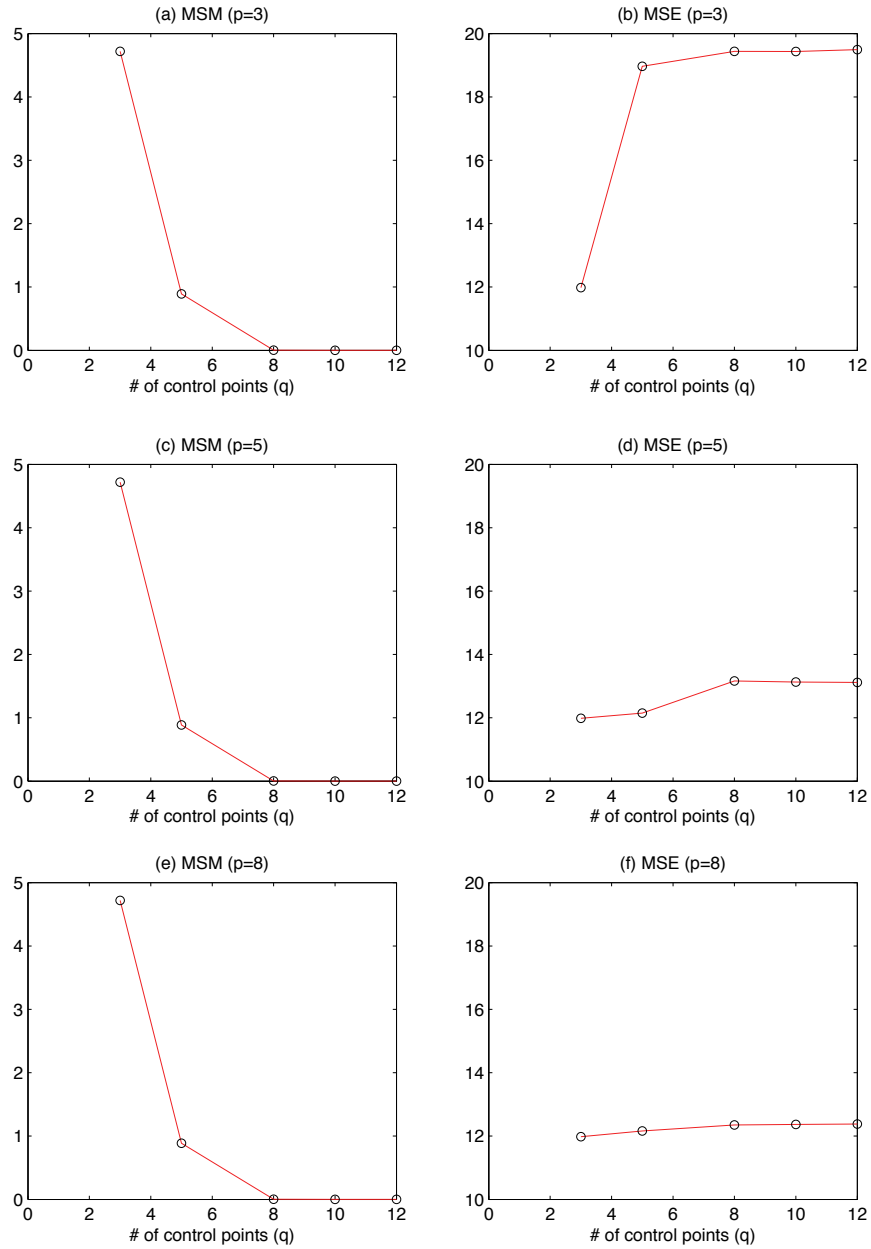 (a) MSM (p=3)
5
4
3
2
1
0
0 2 4 6 8 10 12
# of control points (q)
(b) MSE (p=3)
20
18
16
14
12
10
0 2 4 6 8 10 12
# of control points (q)
(c) MSM (p=5)
5
4
3
2
1
0
0 2 4 6 8 10 12
# of control points (q)
(d) MSE (p=5)
20
18
16
14
12
10
0 2 4 6 8 10 12
# of control points (q)
(e) MSM (p=8)
5
4
3
2
1
0
0 2 4 6 8 10 12
# of control points (q)
(f) MSE (p=8)
20
18
16
14
12
10
0 2 4 6 8 10 12
# of control points (q)